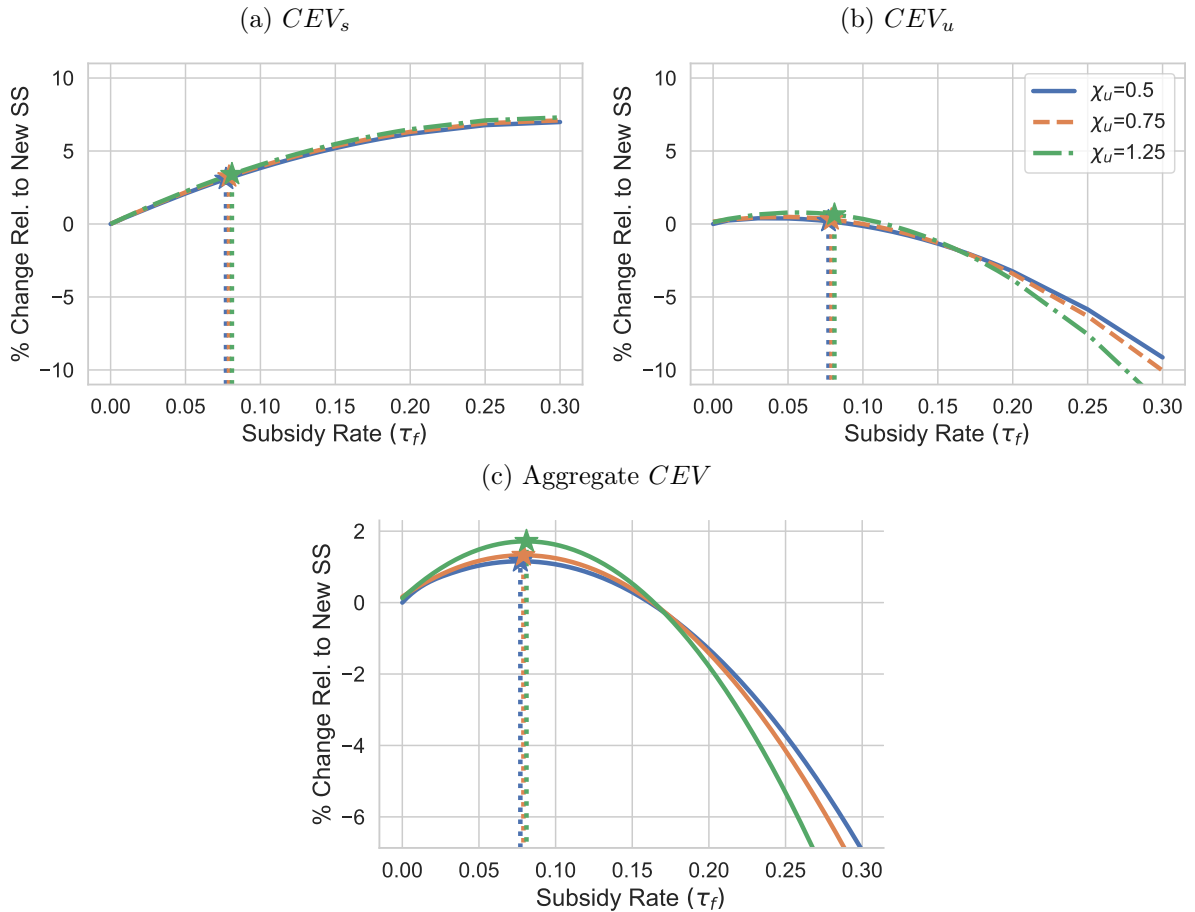 (a) CEVₛ
% Change Rel. to New SS
10
5
0
−5
−10
0.00 0.05 0.10 0.15 0.20 0.25 0.30
Subsidy Rate (τ_f)
(b) CEVᵤ
% Change Rel. to New SS
10
5
0
−5
−10
χᵤ=0.5
χᵤ=0.75
χᵤ=1.25
0.00 0.05 0.10 0.15 0.20 0.25 0.30
Subsidy Rate (τ_f)
(c) Aggregate CEV
% Change Rel. to New SS
2
0
−2
−4
−6
0.00 0.05 0.10 0.15 0.20 0.25 0.30
Subsidy Rate (τ_f)